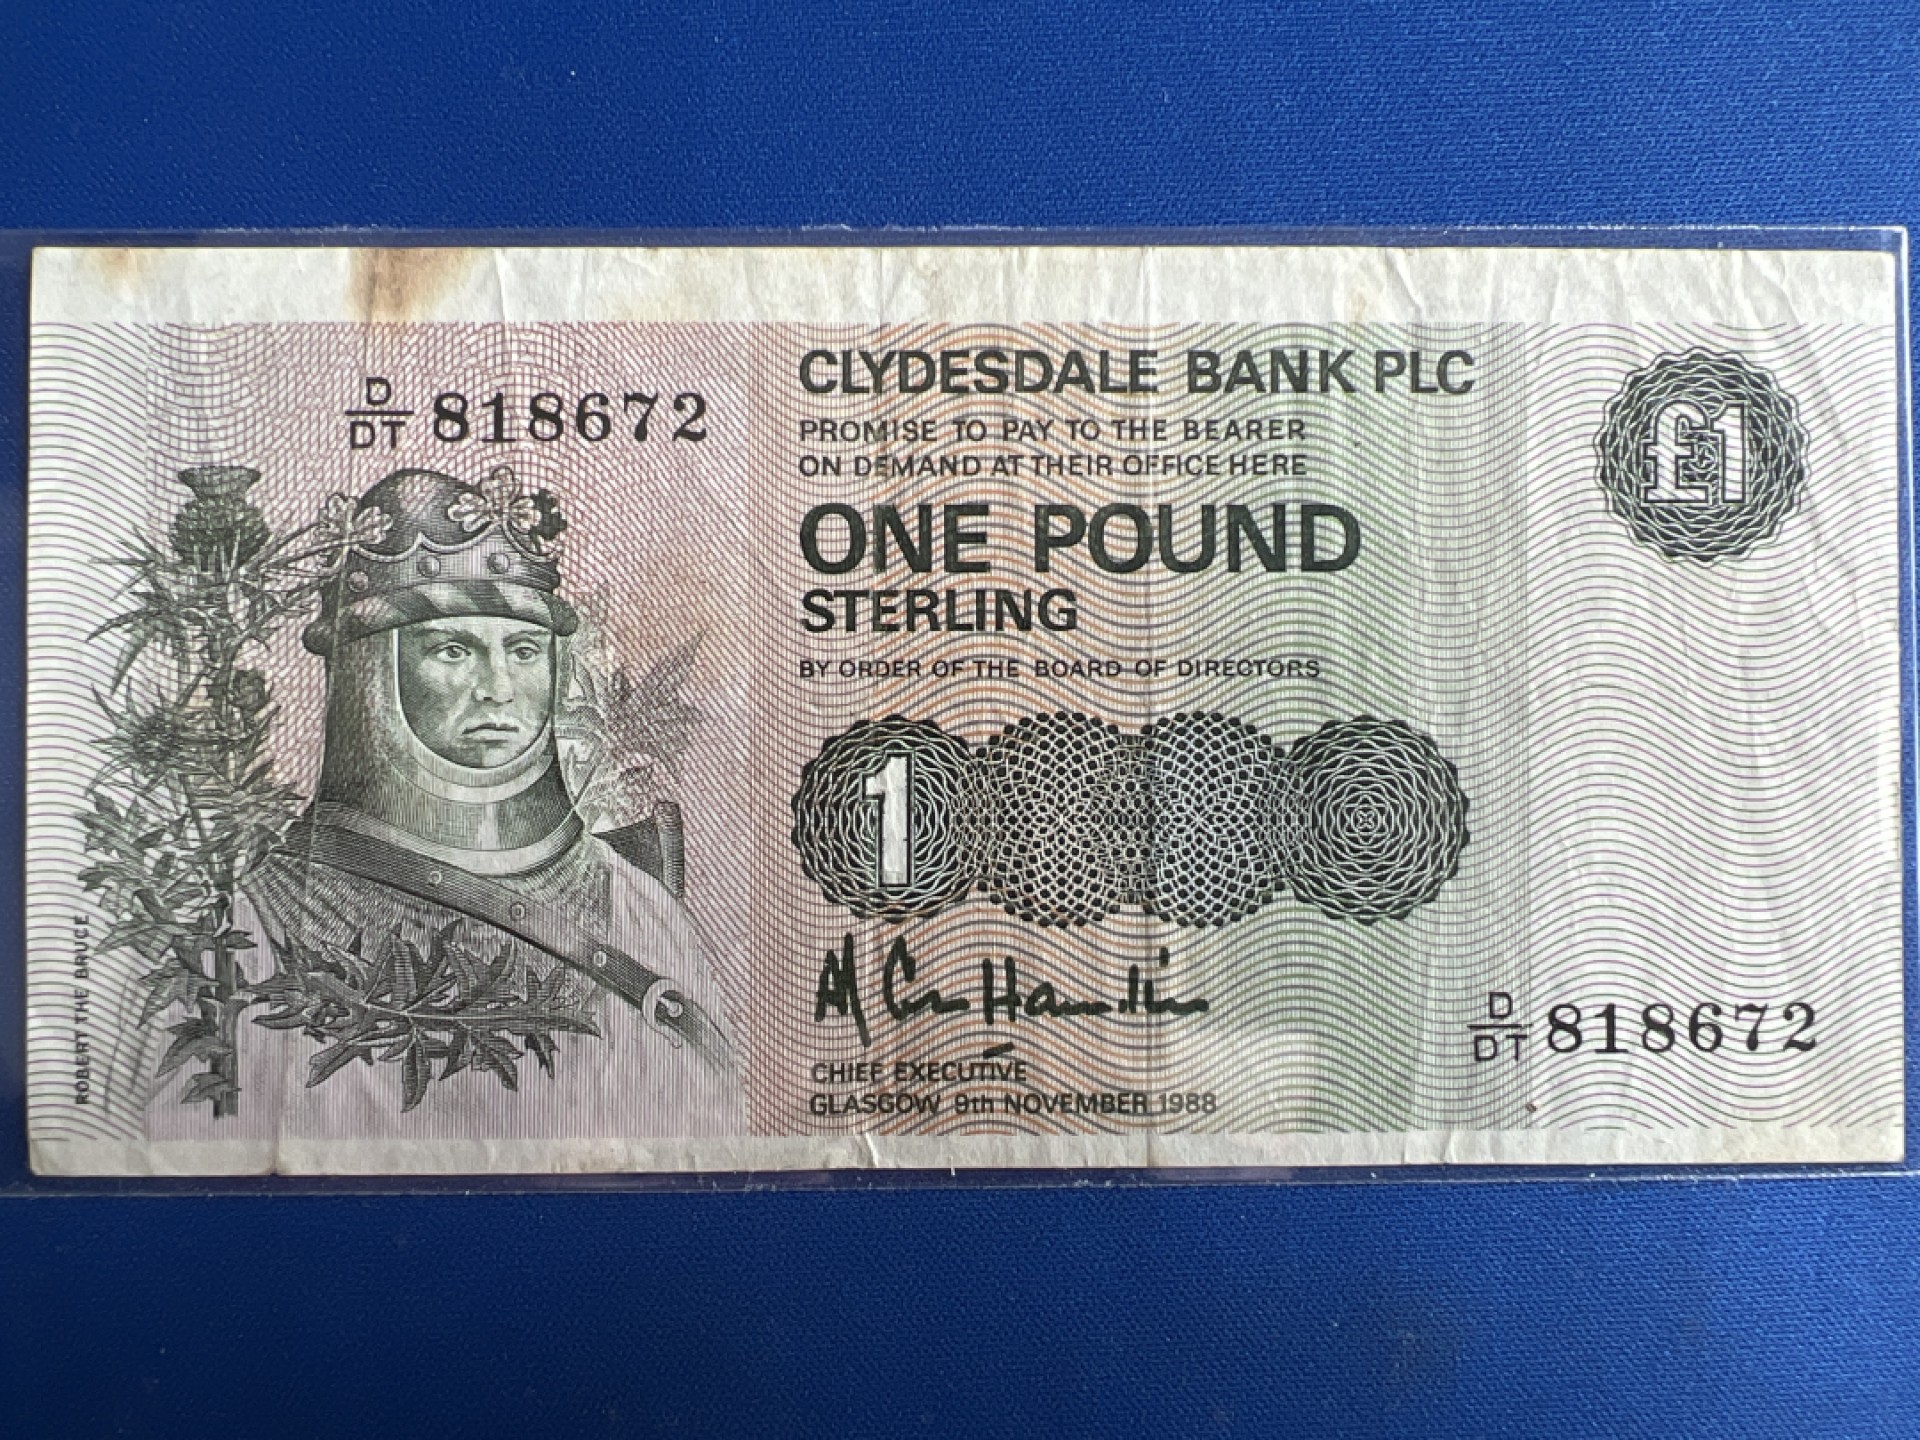 D/DT 818672
CLYDESDALE BANK PLC
PROMISE TO PAY TO THE BEARER
ON DEMAND AT THEIR OFFICE HERE
ONE POUND
STERLING
BY ORDER OF THE BOARD OF DIRECTORS
£1
1
CHIEF EXECUTIVE
GLASGOW 9th NOVEMBER 1988
D/DT 818672
ROBERT THE BRUCE